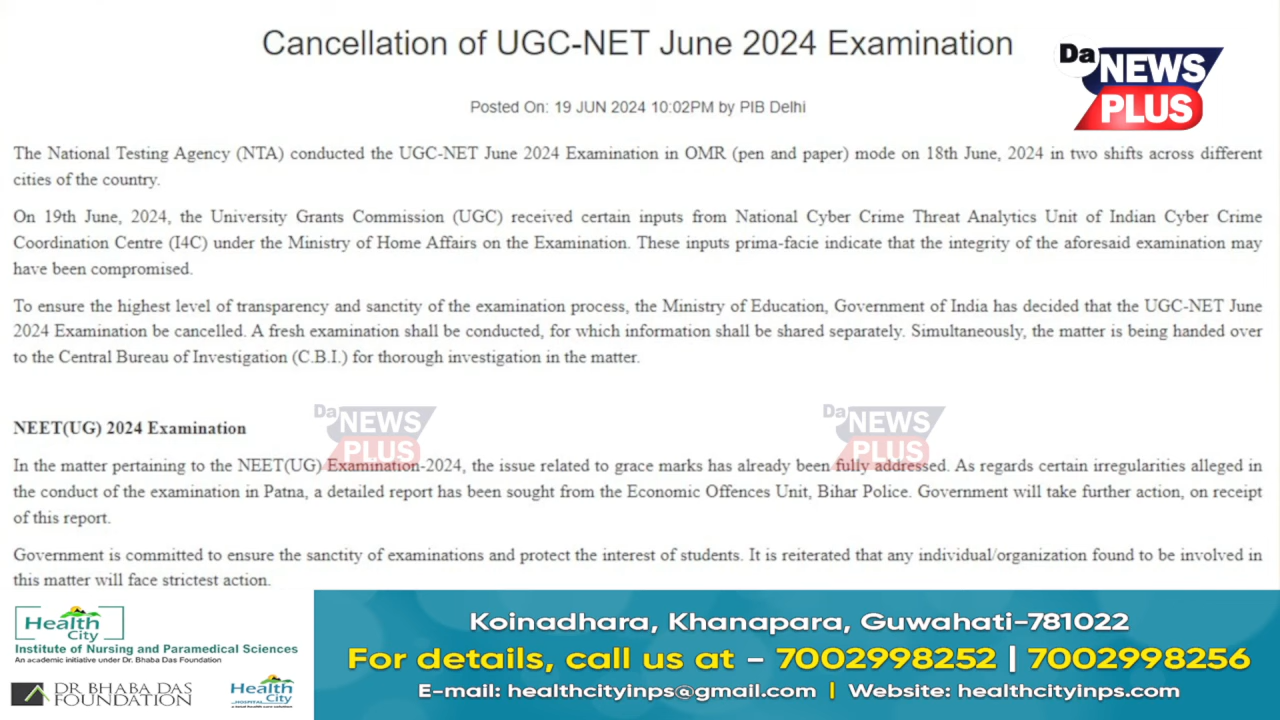 Cancellation of UGC-NET June 2024 Examination
Da
NEWS
PLUS
Posted On: 19 JUN 2024 10:02PM by PIB Delhi
The National Testing Agency (NTA) conducted the UGC-NET June 2024 Examination in OMR (pen and paper) mode on 18th June, 2024 in two shifts across different
cities of the country.
On 19th June, 2024, the University Grants Commission (UGC) received certain inputs from National Cyber Crime Threat Analytics Unit of Indian Cyber Crime
Coordination Centre (I4C) under the Ministry of Home Affairs on the Examination. These inputs prima-facie indicate that the integrity of the aforesaid examination may
have been compromised.
To ensure the highest level of transparency and sanctity of the examination process, the Ministry of Education, Government of India has decided that the UGC-NET June
2024 Examination be cancelled. A fresh examination shall be conducted, for which information shall be shared separately. Simultaneously, the matter is being handed over
to the Central Bureau of Investigation (C.B.I.) for thorough investigation in the matter.
Da
NEWS
PLUS
Da
NEWS
PLUS
NEET(UG) 2024 Examination
In the matter pertaining to the NEET(UG) Examination-2024, the issue related to grace marks has already been fully addressed. As regards certain irregularities alleged in
the conduct of the examination in Patna, a detailed report has been sought from the Economic Offences Unit, Bihar Police. Government will take further action, on receipt
of this report.
Government is committed to ensure the sanctity of examinations and protect the interest of students. It is reiterated that any individual/organization found to be involved in
this matter will face strictest action.
Health
City
Institute of Nursing and Paramedical Sciences
An academic initiative under Dr. Bhaba Das Foundation
DR BHABA DAS
FOUNDATION
Health
City
HOSPITAL
a total health care solution
Koinadhara, Khanapara, Guwahati-781022
For details, call us at - 7002998252 | 7002998256
E-mail: healthcityinps@gmail.com | Website: healthcityinps.com